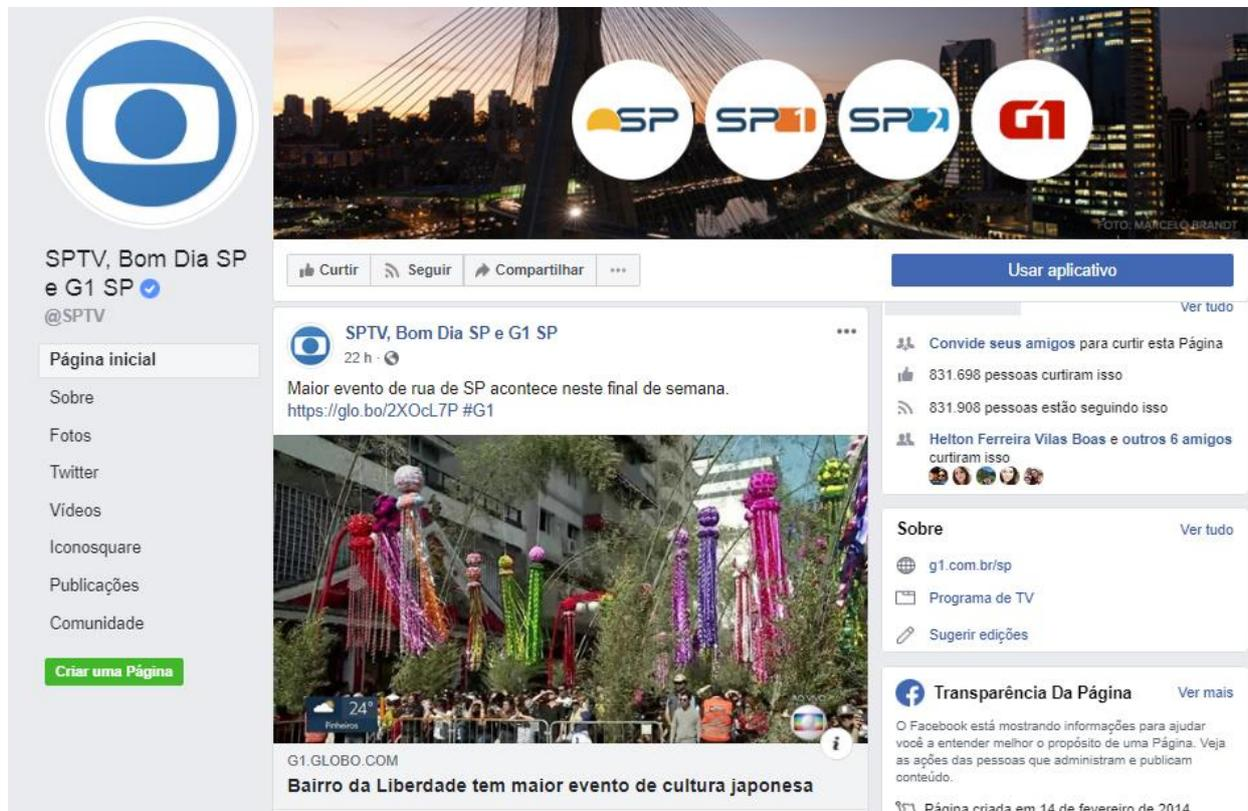 SP
SP1
SP2
G1
FOTO: MARCELO BRANDT
SPTV, Bom Dia SP
e G1 SP
@SPTV
Página inicial
Sobre
Fotos
Twitter
Vídeos
Iconosquare
Publicações
Comunidade
Criar uma Página
Curtir
Seguir
Compartilhar
Usar aplicativo
SPTV, Bom Dia SP e G1 SP
22 h
Maior evento de rua de SP acontece neste final de semana.
https://glo.bo/2XOcL7P #G1
24°
Pinheiros
AO VIVO
G1.GLOBO.COM
Bairro da Liberdade tem maior evento de cultura japonesa
Ver tudo
Convide seus amigos para curtir esta Página
831.698 pessoas curtiram isso
831.908 pessoas estão seguindo isso
Helton Ferreira Vilas Boas e outros 6 amigos
curtiram isso
Sobre
Ver tudo
g1.com.br/sp
Programa de TV
Sugerir edições
Transparência Da Página
Ver mais
O Facebook está mostrando informações para ajudar
você a entender melhor o propósito de uma Página. Veja
as ações das pessoas que administram e publicam
conteúdo.
Página criada em 14 de fevereiro de 2014